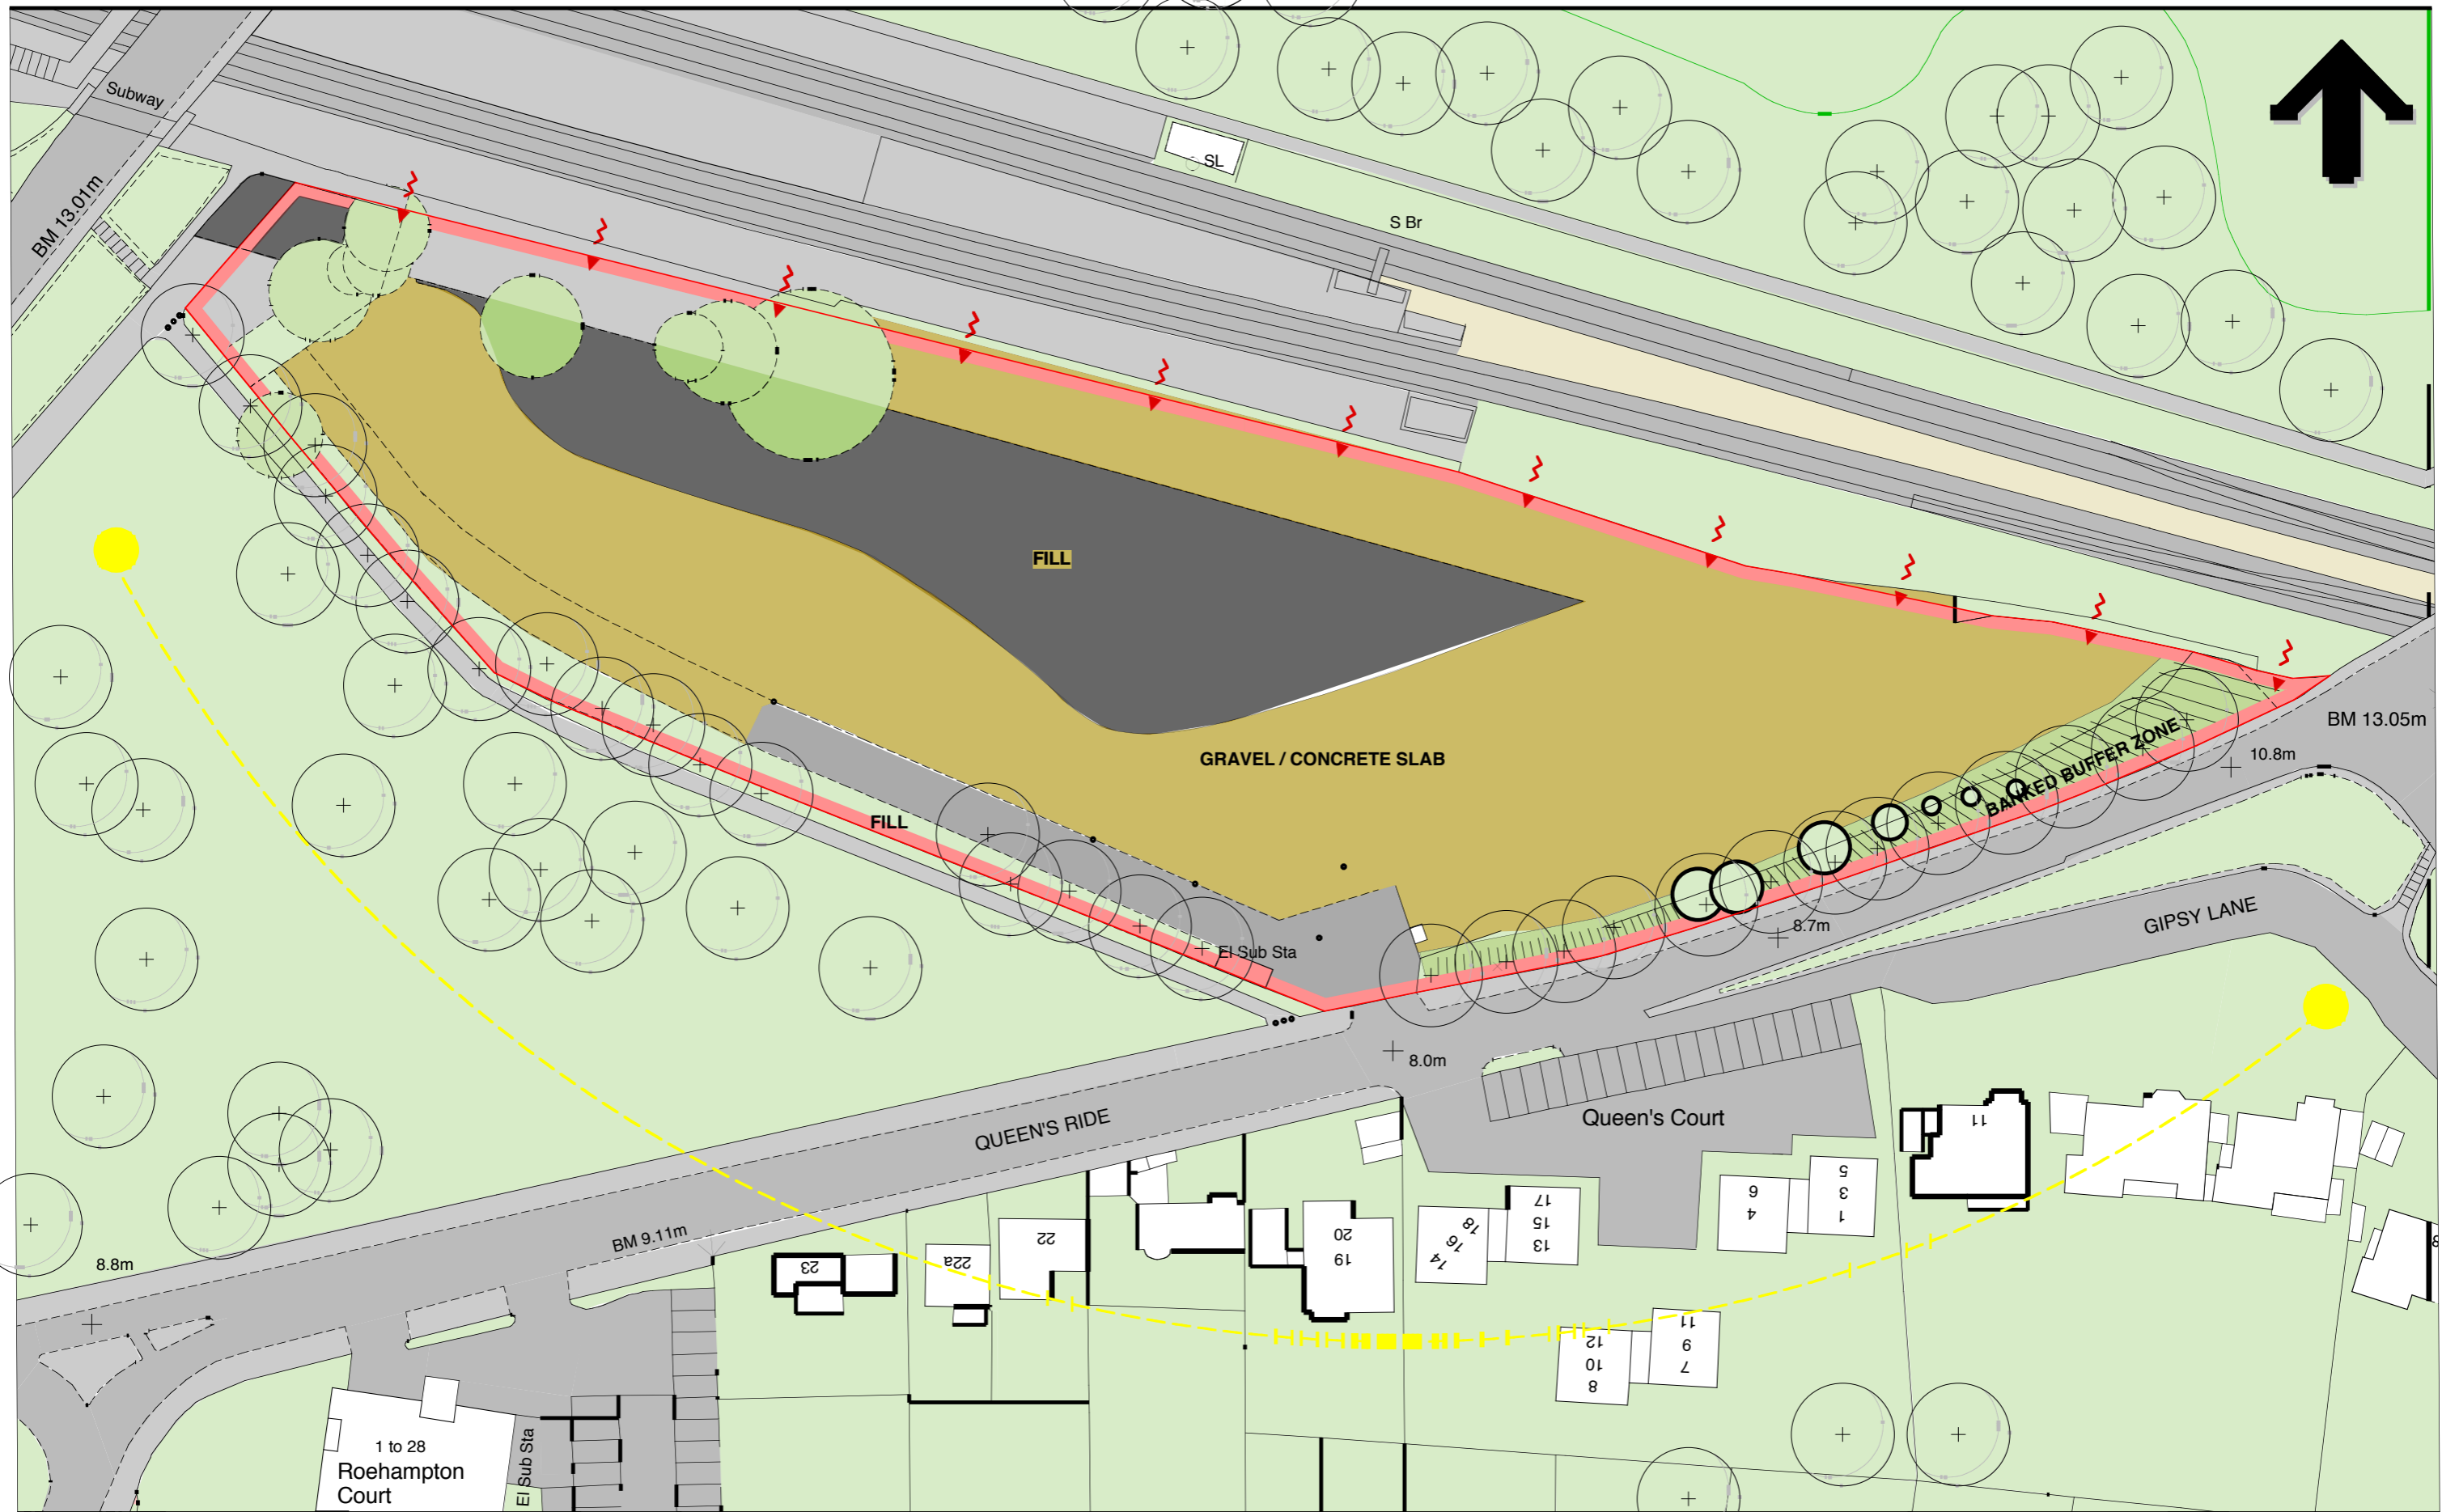 Subway
BM 13.01m
SL
S Br
FILL
GRAVEL / CONCRETE SLAB
BANKED BUFFER ZONE
BM 13.05m
10.8m
FILL
8.7m
GIPSY LANE
El Sub Sta
8.0m
QUEEN'S RIDE
Queen's Court
BM 9.11m
8.8m
23
22a
22
20
19
18
16
14
17
15
13
6
4
5
3
1
11
8
12
10
8
11
9
7
1 to 28
Roehampton
Court
El Sub Sta